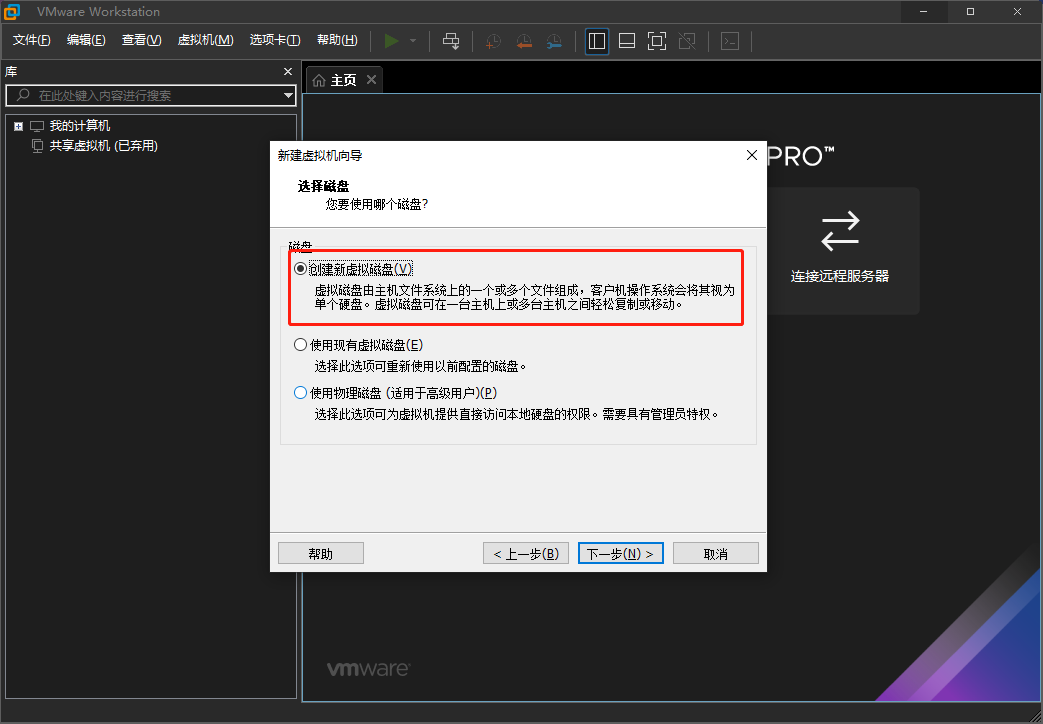 VMware Workstation
文件(F) 编辑(E) 查看(V) 虚拟机(M) 选项卡(T) 帮助(H)
库
主页
在此处键入内容进行搜索
我的计算机
共享虚拟机 (已弃用)
PRO™
连接远程服务器
新建虚拟机向导
选择磁盘
您要使用哪个磁盘?
磁盘
创建新虚拟磁盘(V)
虚拟磁盘由主机文件系统上的一个或多个文件组成，客户机操作系统会将其视为
单个硬盘。虚拟磁盘可在一台主机上或多台主机之间轻松复制或移动。
使用现有虚拟磁盘(E)
选择此选项可重新使用以前配置的磁盘。
使用物理磁盘 (适用于高级用户)(P)
选择此选项可为虚拟机提供直接访问本地硬盘的权限。需要具有管理员特权。
帮助 < 上一步(B) 下一步(N) > 取消
vmware